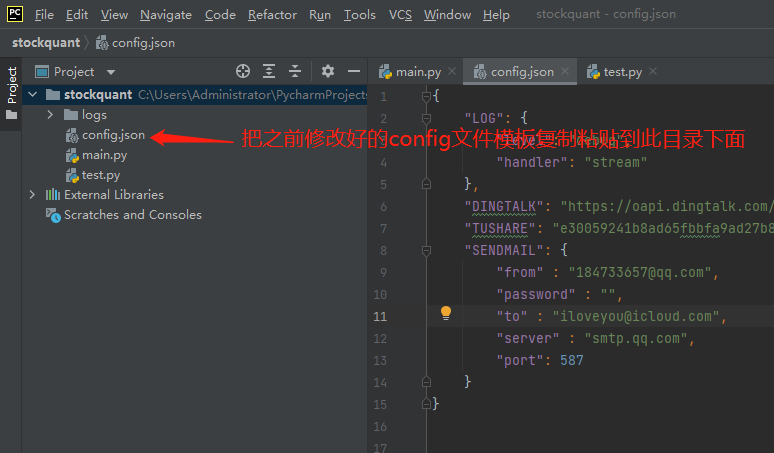 PC File Edit View Navigate Code Refactor Run Tools VCS Window Help stockquant - config.json
stockquant config.json
Project
Project
stockquant C:\Users\Administrator\PycharmProjects
logs
config.json
main.py
test.py
External Libraries
Scratches and Consoles
把之前修改好的config文件模板复制粘贴到此目录下面
main.py config.json test.py
1 {
2 "LOG": {
3
4 "handler": "stream"
5 },
6 "DINGTALK": "https://oapi.dingtalk.com/
7 "TUSHARE": "e30059241b8ad65fbbfa9ad27b8
8 "SENDMAIL": {
9 "from" : "184733657@qq.com",
10 "password" : "",
11 "to" : "iloveyou@icloud.com",
12 "server" : "smtp.qq.com",
13 "port": 587
14 }
15 }
16
17